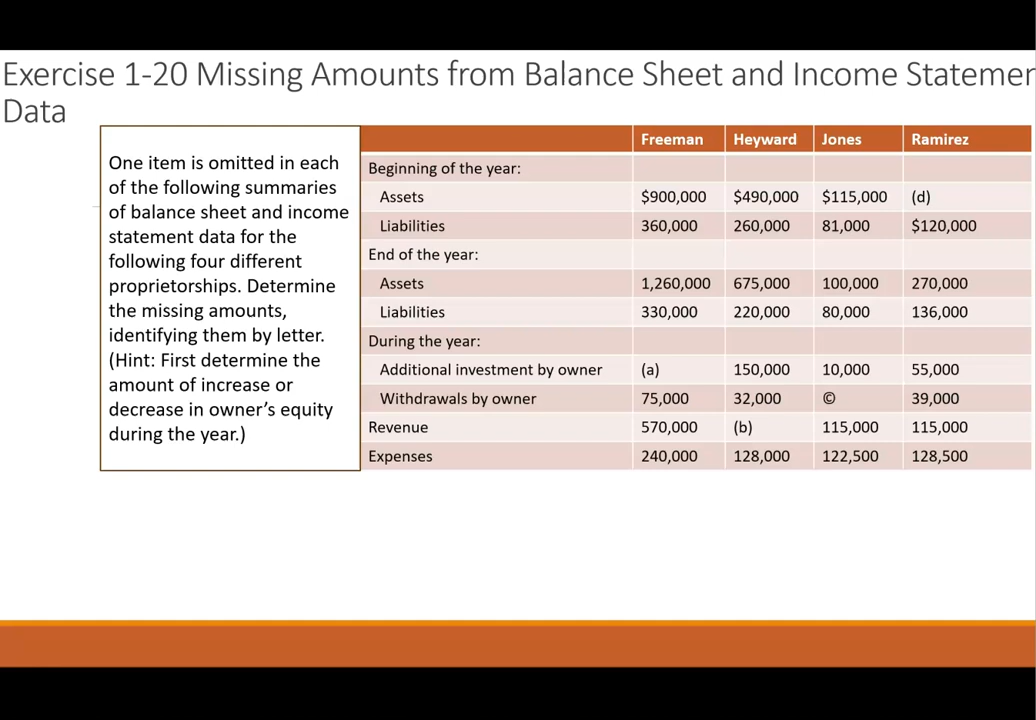 Exercise 1-20 Missing Amounts from Balance Sheet and Income Statemen
Data
One item is omitted in each
of the following summaries
of balance sheet and income
statement data for the
following four different
proprietorships. Determine
the missing amounts,
identifying them by letter.
(Hint: First determine the
amount of increase or
decrease in owner's equity
during the year.)
Freeman Heyward Jones Ramirez
Beginning of the year:
Assets $900,000 $490,000 $115,000 (d)
Liabilities 360,000 260,000 81,000 $120,000
End of the year:
Assets 1,260,000 675,000 100,000 270,000
Liabilities 330,000 220,000 80,000 136,000
During the year:
Additional investment by owner (a) 150,000 10,000 55,000
Withdrawals by owner 75,000 32,000 © 39,000
Revenue 570,000 (b) 115,000 115,000
Expenses 240,000 128,000 122,500 128,500